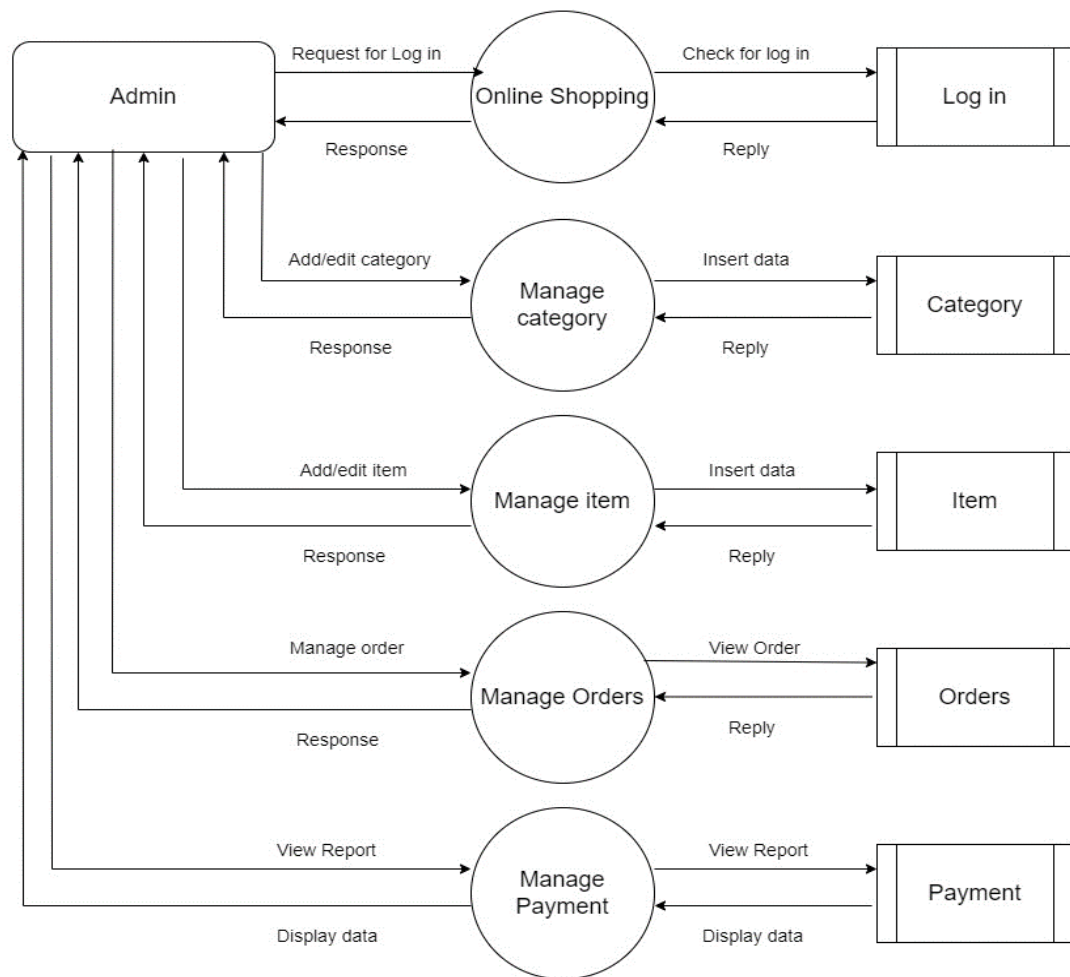 Request for Log in
Check for log in
Admin
Online Shopping
Log in
Response
Reply
Add/edit category
Insert data
Manage
category
Category
Response
Reply
Add/edit item
Insert data
Manage item
Item
Response
Reply
Manage order
View Order
Manage Orders
Orders
Response
Reply
View Report
View Report
Manage
Payment
Payment
Display data
Display data